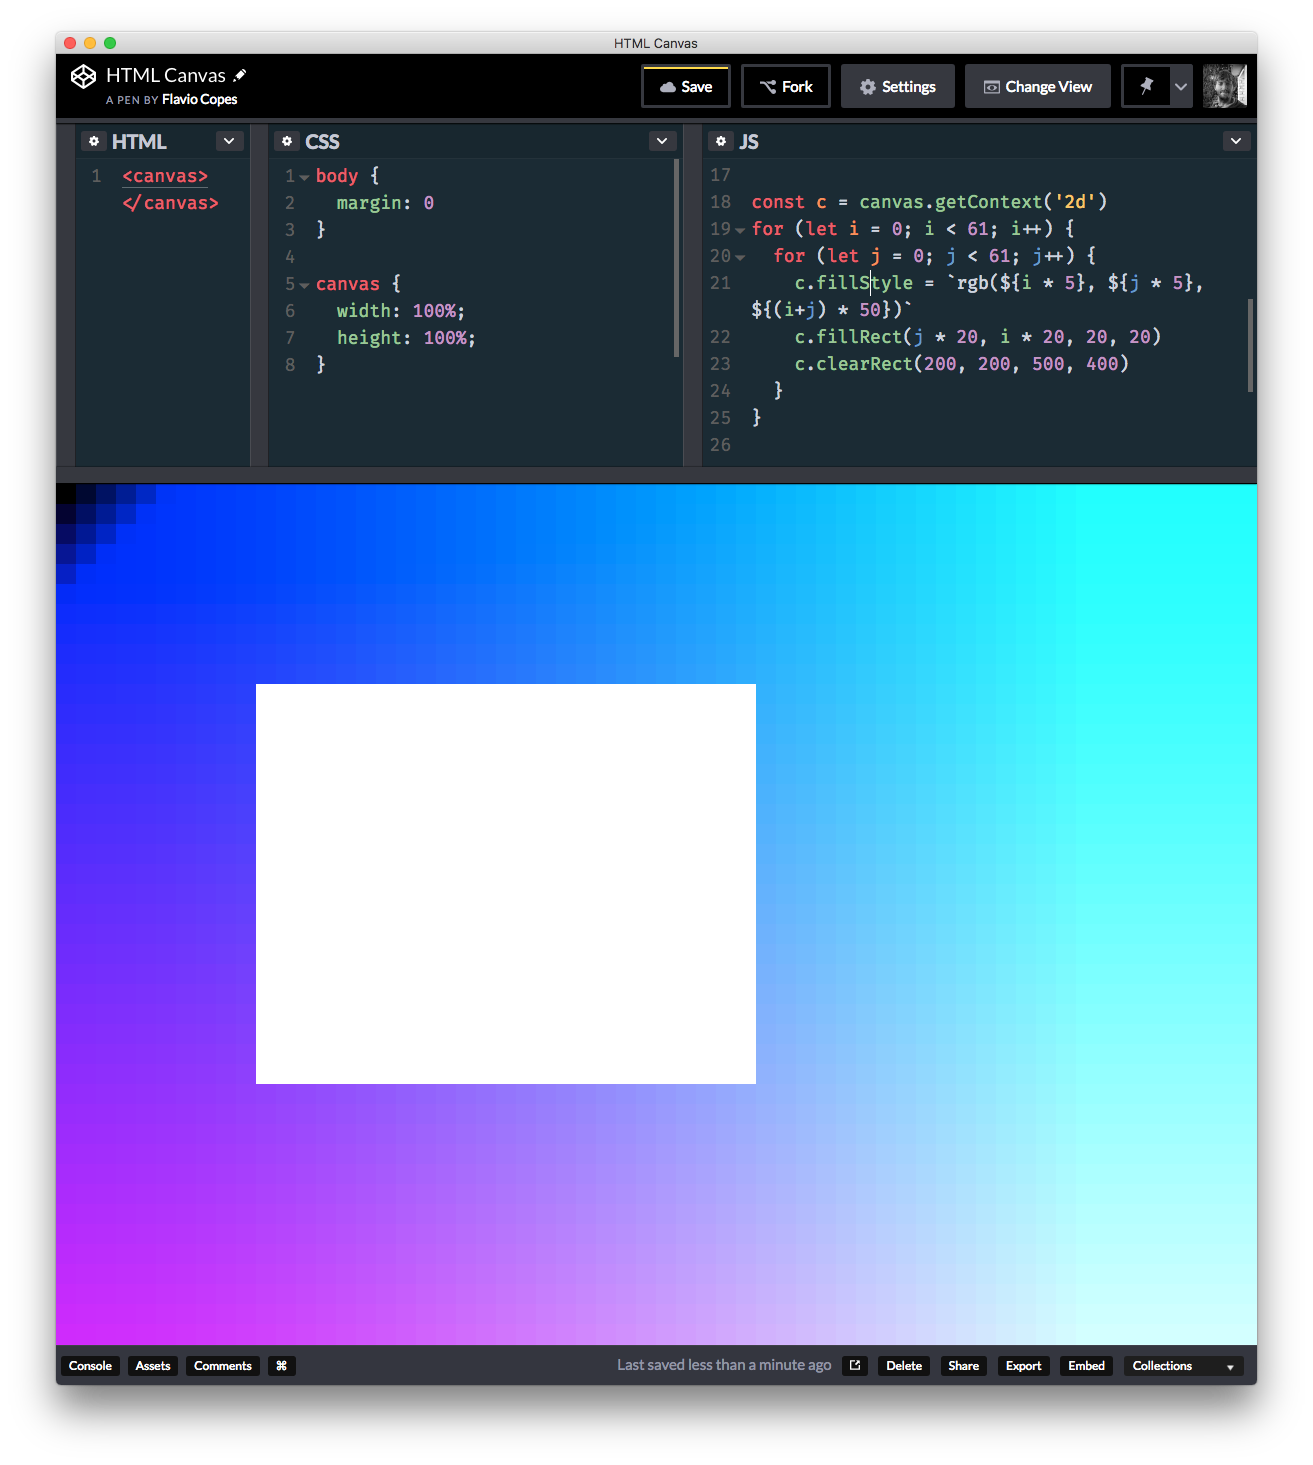 HTML Canvas
HTML Canvas
A PEN BY Flavio Copes
Save
Fork
Settings
Change View
HTML
1 <canvas>
</canvas>
CSS
1 body {
2   margin: 0
3 }
4
5 canvas {
6   width: 100%;
7   height: 100%;
8 }
JS
17
18 const c = canvas.getContext('2d')
19 for (let i = 0; i < 61; i++) {
20   for (let j = 0; j < 61; j++) {
21     c.fillStyle = `rgb(${i * 5}, ${j * 5},
${(i+j) * 50})`
22     c.fillRect(j * 20, i * 20, 20, 20)
23     c.clearRect(200, 200, 500, 400)
24   }
25 }
26
Console Assets Comments ⌘ Last saved less than a minute ago Delete Share Export Embed Collections